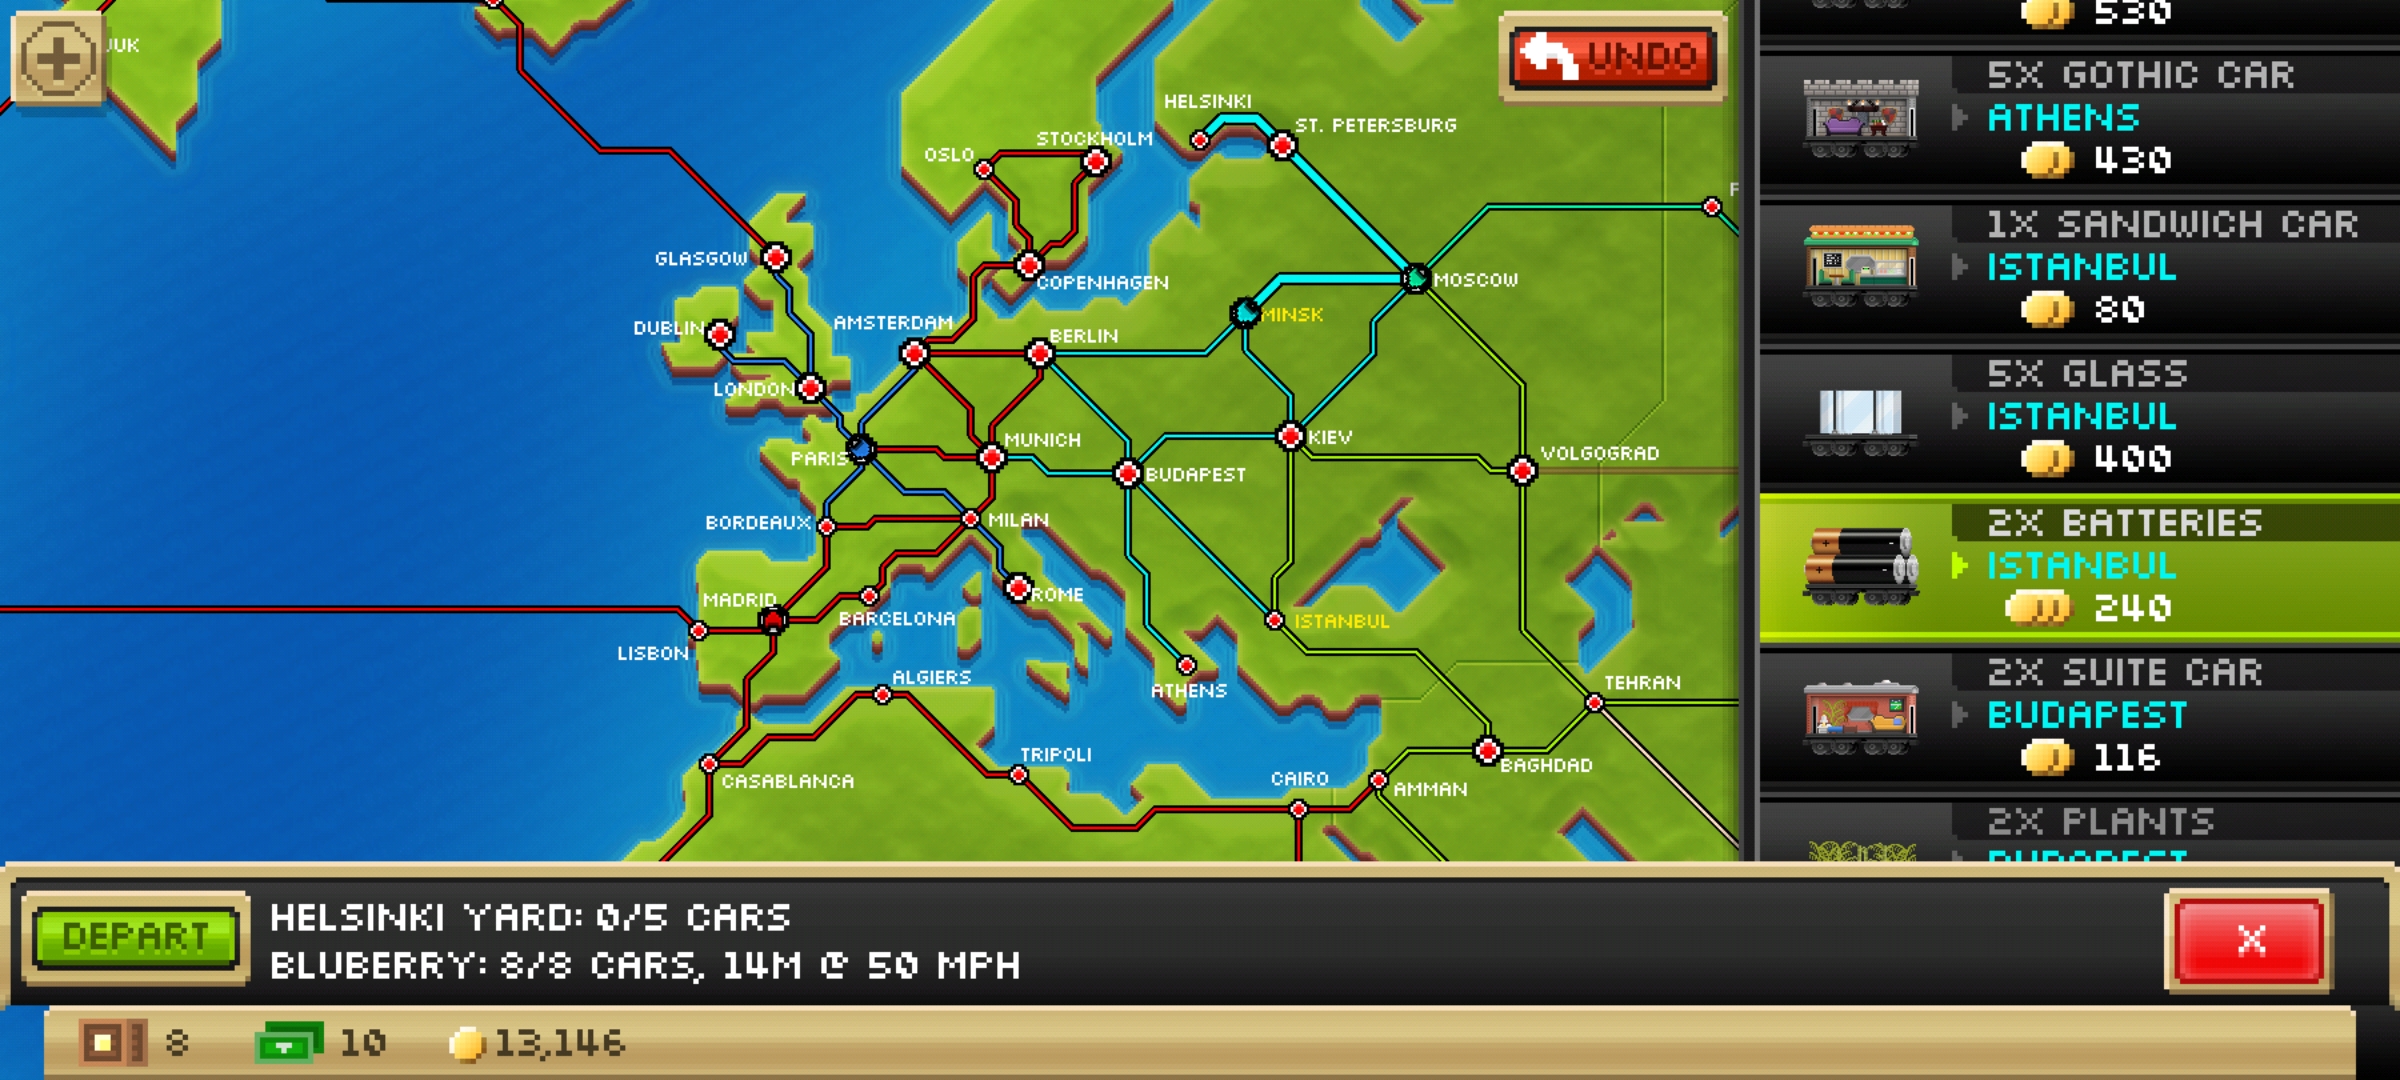 UUK
UNDO
HELSINKI
ST. PETERSBURG
STOCKHOLM
OSLO
F
GLASGOW
COPENHAGEN
MOSCOW
MINSK
DUBLIN
AMSTERDAM
BERLIN
LONDON
MUNICH
KIEV
PARIS
BUDAPEST
VOLGOGRAD
BORDEAUX
MILAN
MADRID
BARCELONA
ROME
ISTANBUL
LISBON
ALGIERS
ATHENS
TEHRAN
CASABLANCA
TRIPOLI
CAIRO
AMMAN
BAGHDAD
530
5X GOTHIC CAR
ATHENS
430
1X SANDWICH CAR
ISTANBUL
80
5X GLASS
ISTANBUL
400
2X BATTERIES
ISTANBUL
240
2X SUITE CAR
BUDAPEST
116
2X PLANTS
BUDAPEST
DEPART
HELSINKI YARD: 0/5 CARS
BLUBERRY: 8/8 CARS, 14M @ 50 MPH
X
8
10
13,146